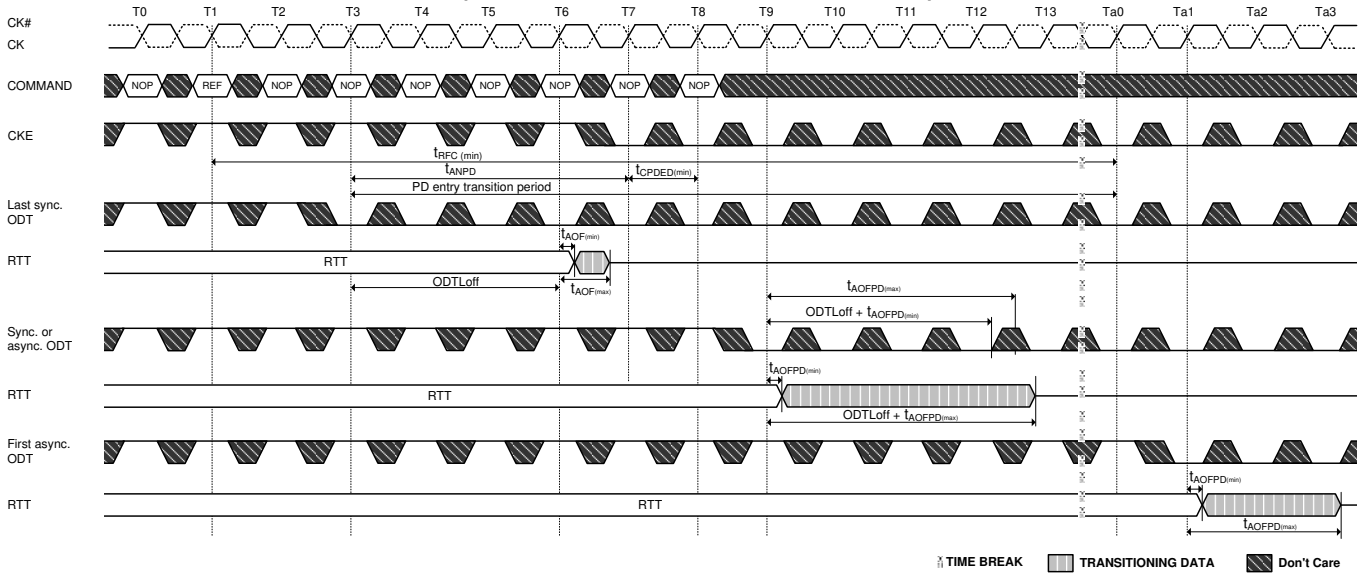 T0 T1 T2 T3 T4 T5 T6 T7 T8 T9 T10 T11 T12 T13 Ta0 Ta1 Ta2 Ta3
CK#
CK
COMMAND NOP REF NOP NOP NOP NOP NOP NOP NOP
CKE
tRFC (min)
tANPD tCPDED(min)
PD entry transition period
Last sync.
ODT
tAOF(min)
RTT RTT
ODTLoff tAOF(max)
tAOFPD(max)
ODTLoff + tAOFPD(min)
Sync. or
async. ODT
tAOFPD(min)
RTT RTT
ODTLoff + tAOFPD(max)
First async.
ODT
tAOFPD(min)
RTT RTT
tAOFPD(max)
TIME BREAK TRANSITIONING DATA Don't Care